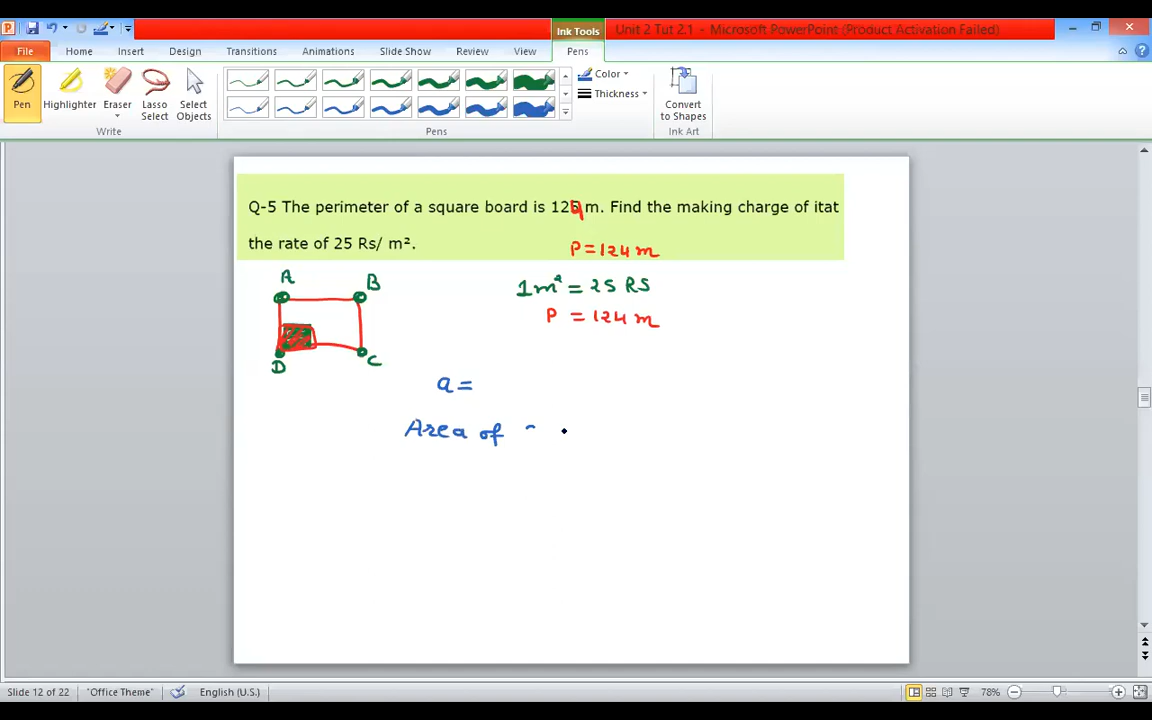 Unit 2 Tut 2.1 - Microsoft PowerPoint (Product Activation Failed)
Ink Tools
File Home Insert Design Transitions Animations Slide Show Review View Pens
Pen Highlighter Eraser Lasso Select Select Objects
Color
Thickness
Convert to Shapes
Write Pens Ink Art
Q-5 The perimeter of a square board is 124 m. Find the making charge of itat
the rate of 25 Rs/ m².
P = 124 m
A B
1m² = 25 RS
P = 124 m
D C
a =
Area of
Slide 12 of 22 "Office Theme" English (U.S.) 78%